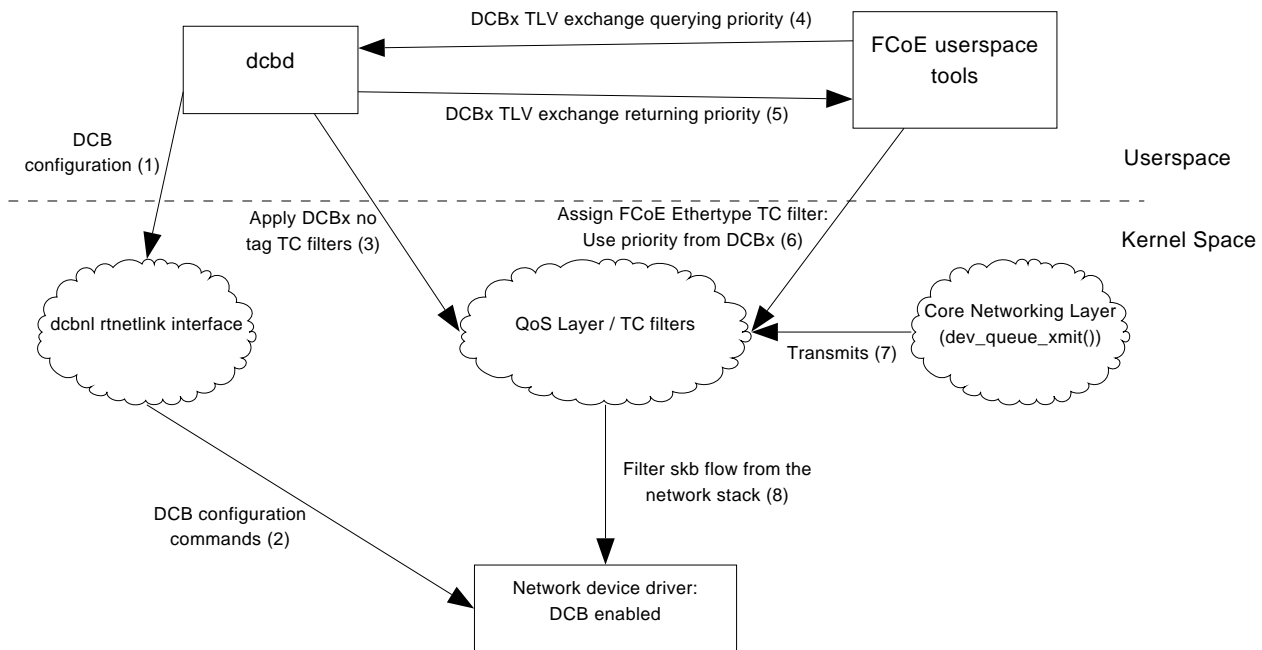 DCBx TLV exchange querying priority (4)
dcbd
FCoE userspace
tools
DCBx TLV exchange returning priority (5)
DCB
configuration (1)
Userspace
Apply DCBx no
tag TC filters (3)
Assign FCoE Ethertype TC filter:
Use priority from DCBx (6)
Kernel Space
dcbnl rtnetlink interface
QoS Layer / TC filters
Core Networking Layer
(dev_queue_xmit())
Transmits (7)
Filter skb flow from the
network stack (8)
DCB configuration
commands (2)
Network device driver:
DCB enabled